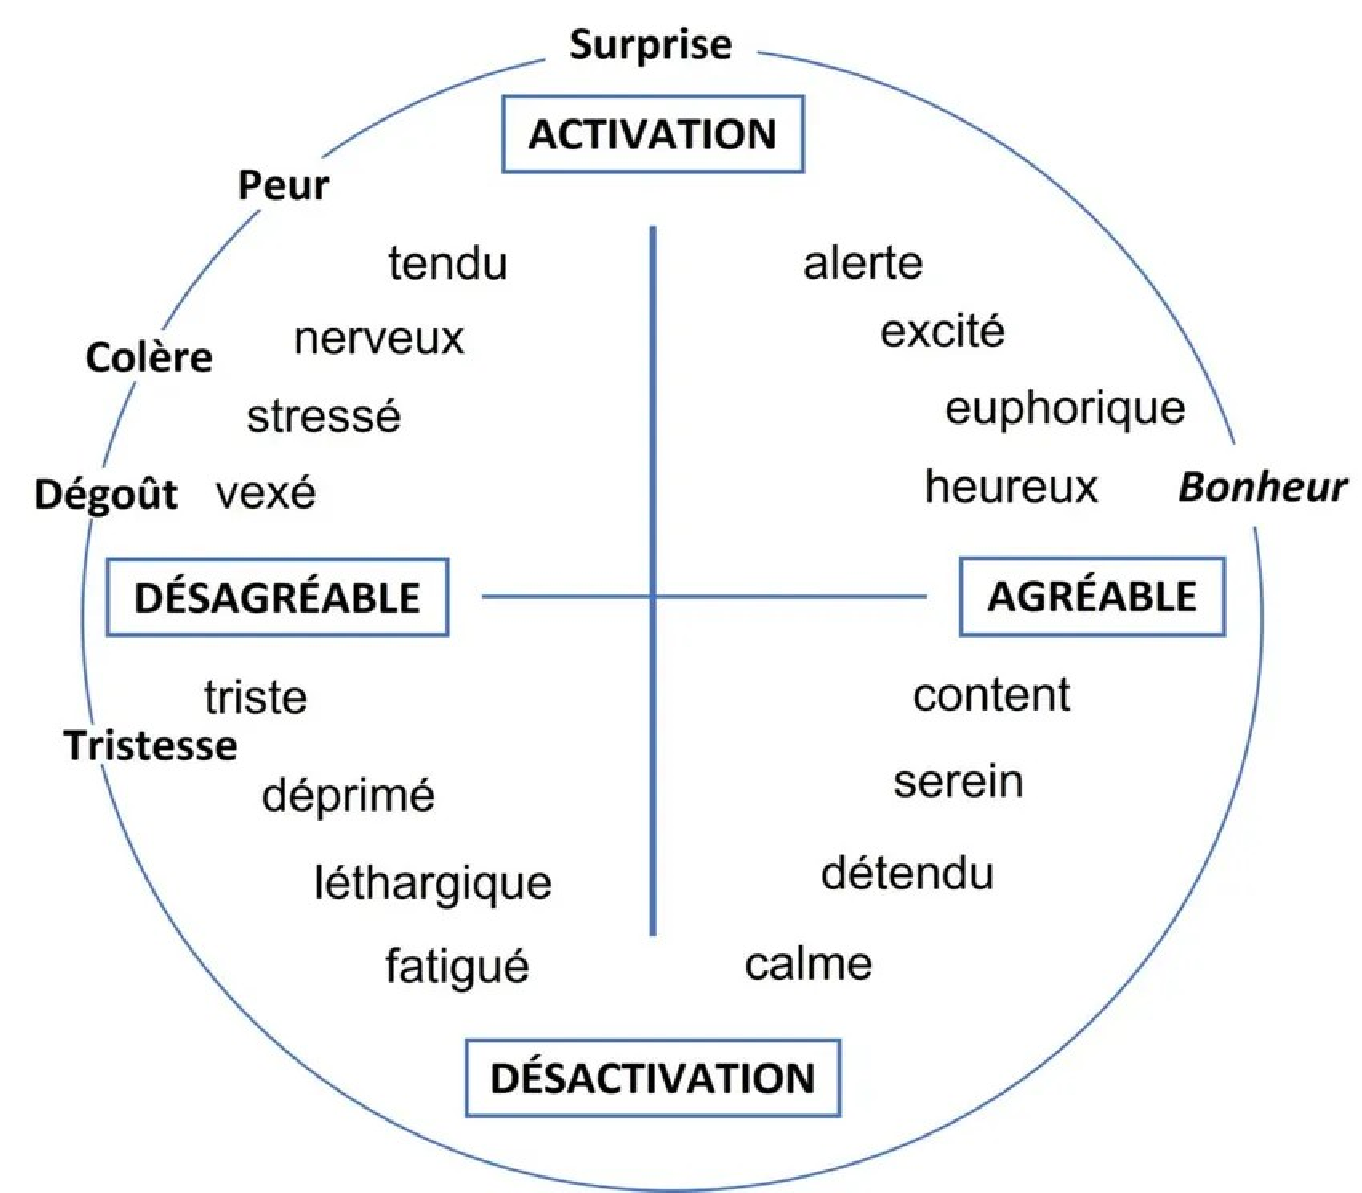 Surprise
ACTIVATION
Peur
tendu
alerte
nerveux
excité
Colère
stressé
euphorique
Dégoût
vexé
heureux
Bonheur
DÉSAGRÉABLE
AGRÉABLE
triste
content
Tristesse
déprimé
serein
léthargique
détendu
fatigué
calme
DÉSACTIVATION